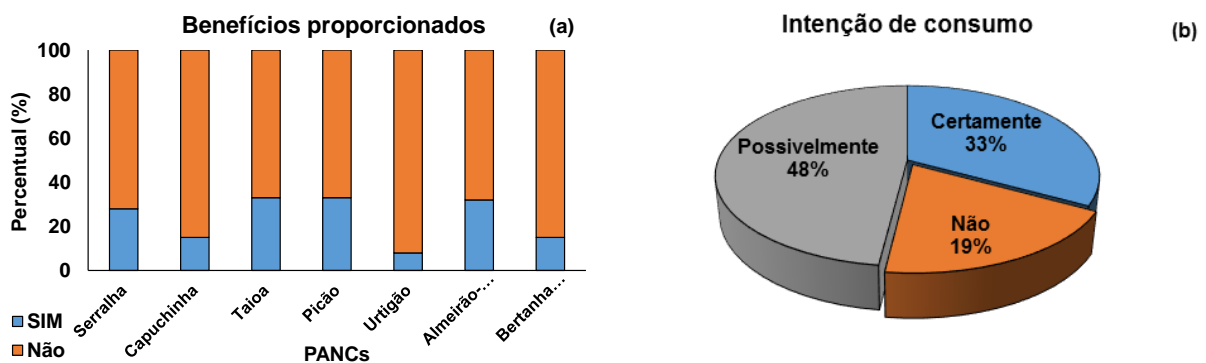 Benefícios proporcionados
(a)
Percentual (%)
100
80
60
40
20
0
Serralha
Capuchinha
Taioa
Picão
Urtigão
Almeirão-...
Bertanha...
PANCs
SIM
Não
Intenção de consumo
(b)
Certamente
33%
Possivelmente
48%
Não
19%